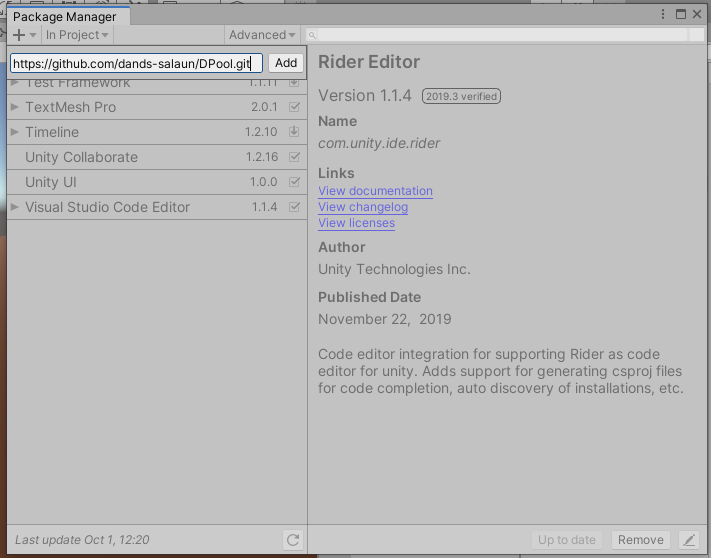 Package Manager
In Project
Advanced
https://github.com/dands-salaun/DPool.git
Add
Test Framework 1.1.11
TextMesh Pro 2.0.1
Timeline 1.2.10
Unity Collaborate 1.2.16
Unity UI 1.0.0
Visual Studio Code Editor 1.1.4
Last update Oct 1, 12:20
Rider Editor
Version 1.1.4 2019.3 verified
Name
com.unity.ide.rider
Links
View documentation
View changelog
View licenses
Author
Unity Technologies Inc.
Published Date
November 22, 2019
Code editor integration for supporting Rider as code
editor for unity. Adds support for generating csproj files
for code completion, auto discovery of installations, etc.
Up to date
Remove